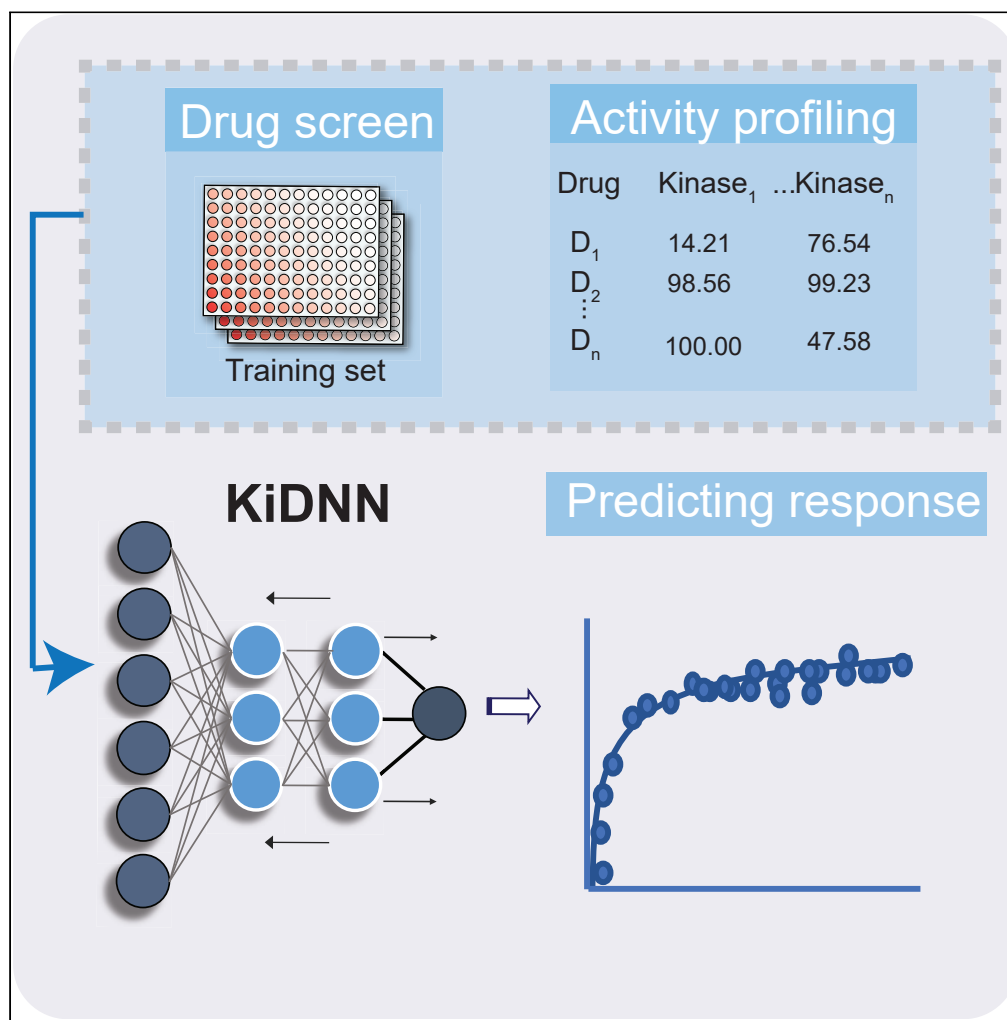 Drug screen
Training set
Activity profiling
Drug Kinase₁ ...Kinaseₙ
D₁ 14.21 76.54
D₂ 98.56 99.23
⋮
Dₙ 100.00 47.58
KiDNN
Predicting response